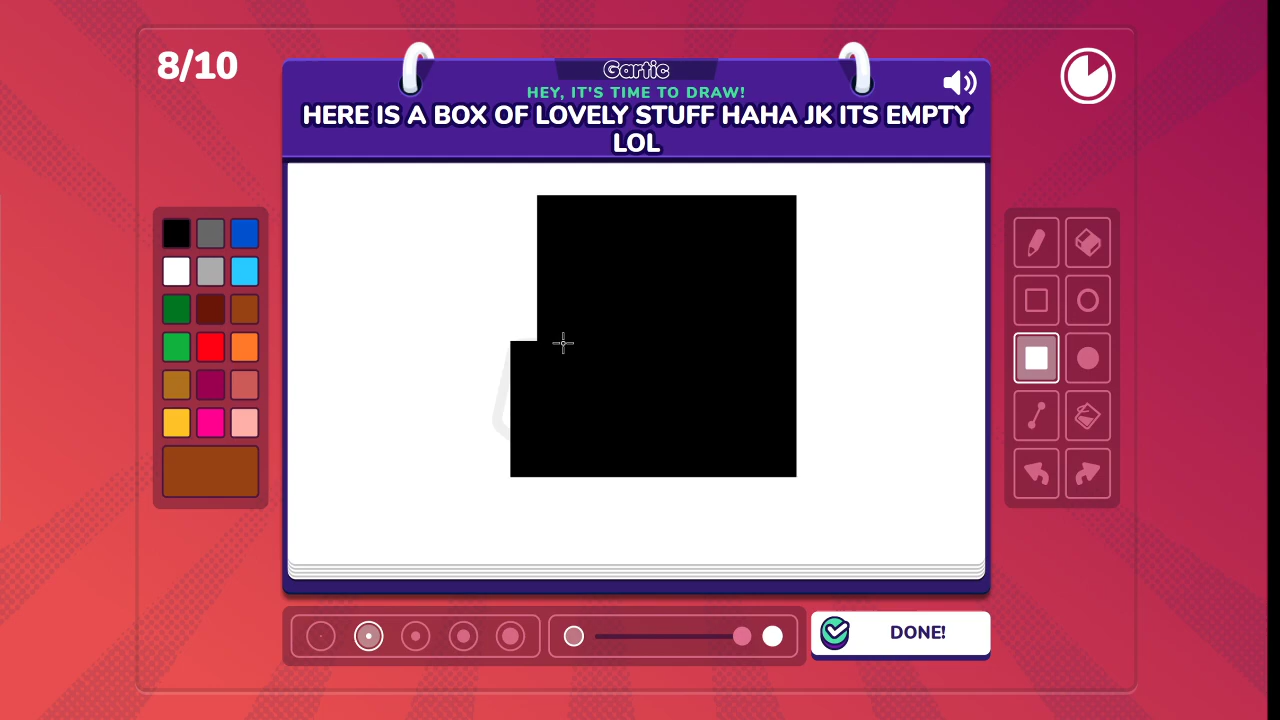 8/10
Gartic
HEY, IT'S TIME TO DRAW!
HERE IS A BOX OF LOVELY STUFF HAHA JK ITS EMPTY
LOL
DONE!